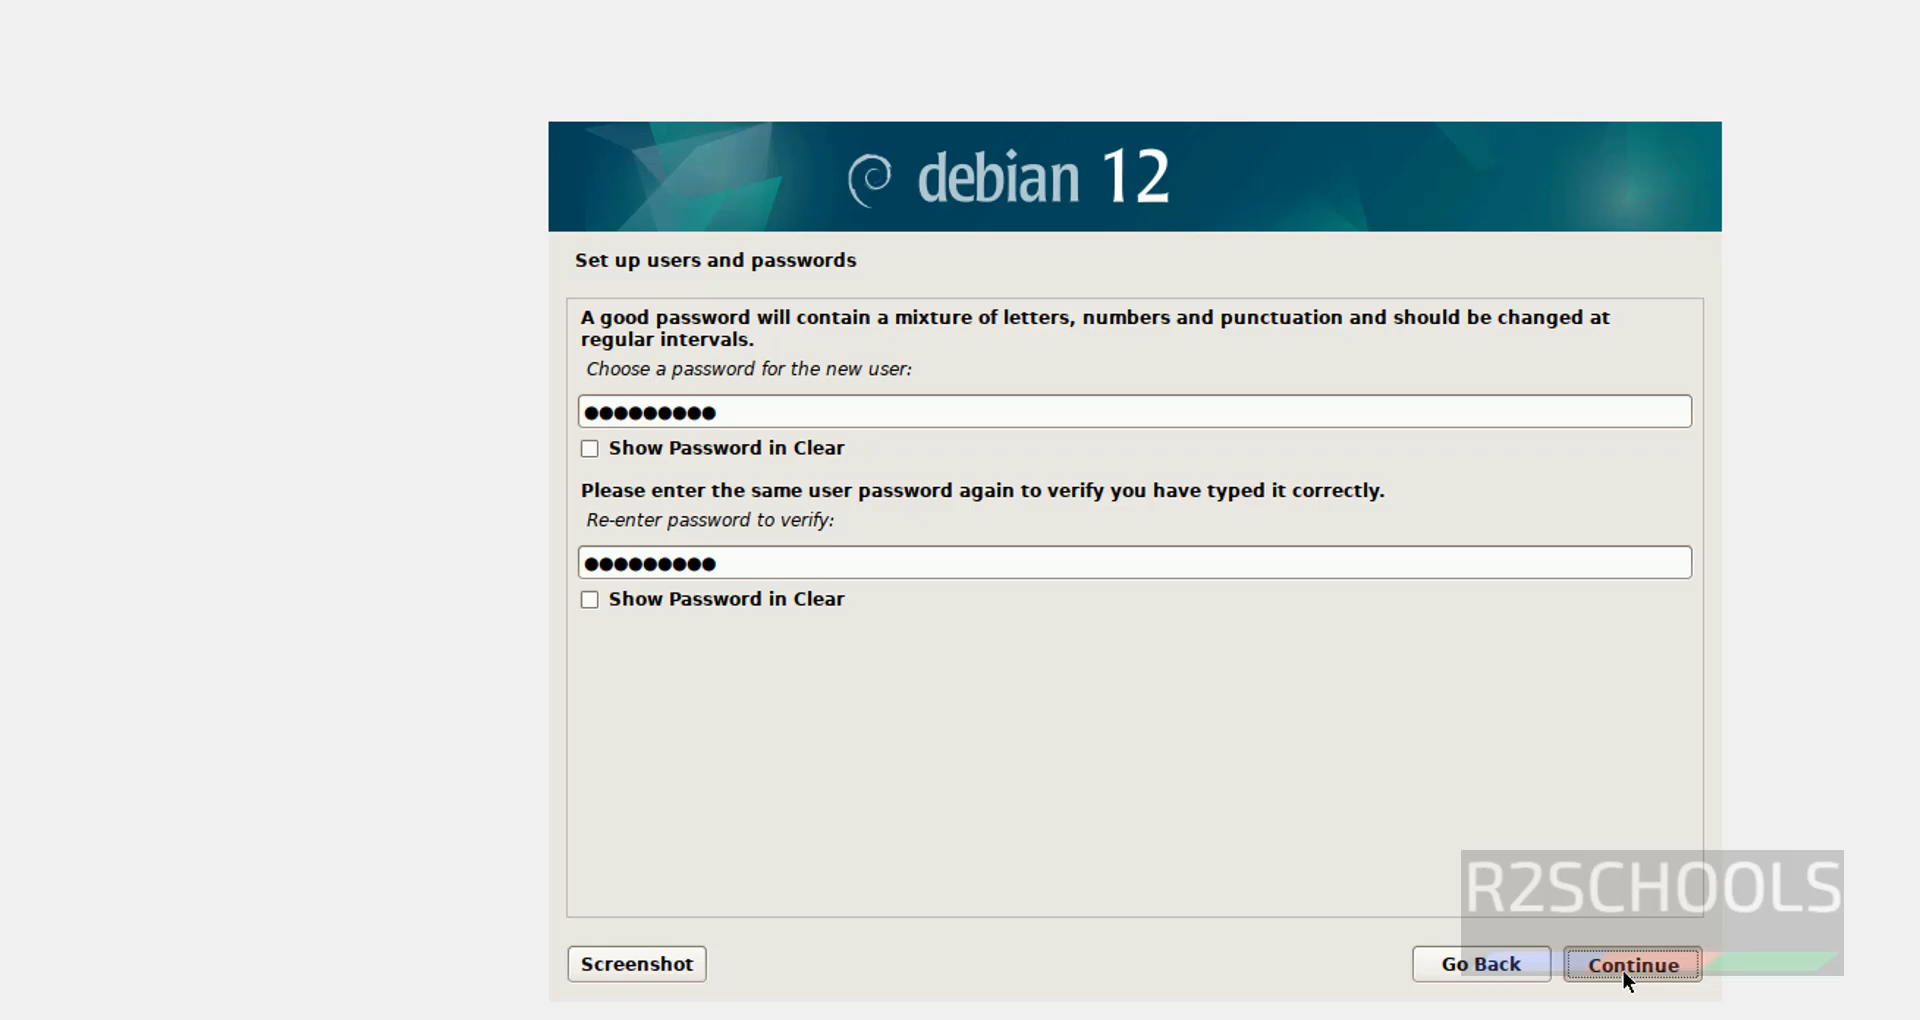 debian 12
Set up users and passwords
A good password will contain a mixture of letters, numbers and punctuation and should be changed at
regular intervals.
Choose a password for the new user:
●●●●●●●●●
Show Password in Clear
Please enter the same user password again to verify you have typed it correctly.
Re-enter password to verify:
●●●●●●●●●
Show Password in Clear
R2SCHOOLS
Screenshot
Go Back
Continue